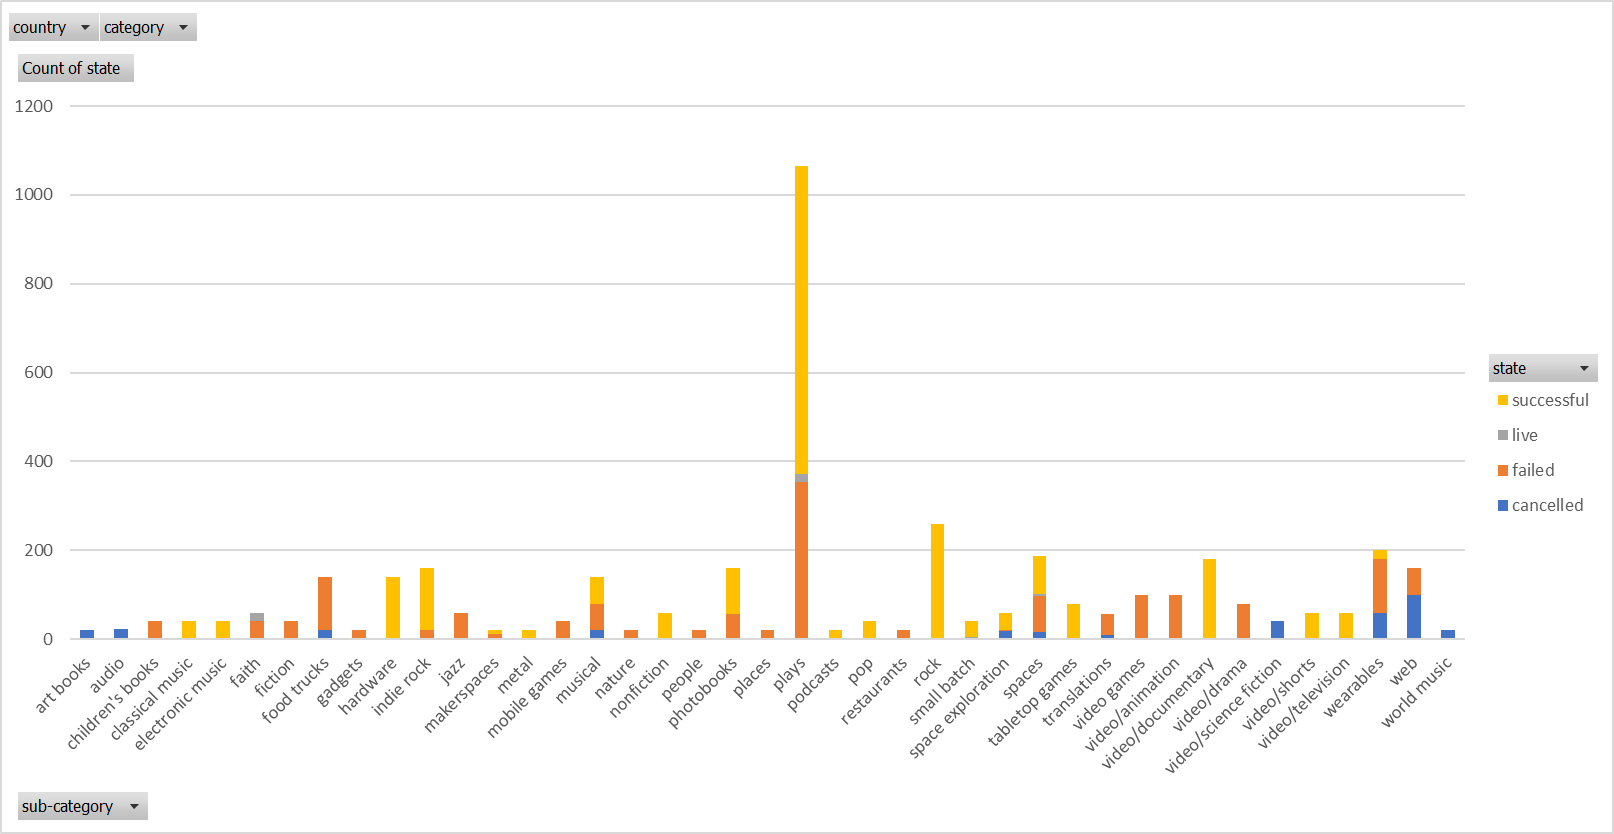 country category
Count of state
1200
1000
800
600
400
200
0
state
successful
live
failed
cancelled
art books
audio
children's books
classical music
electronic music
faith
fiction
food trucks
gadgets
hardware
indie rock
jazz
makerspaces
metal
mobile games
musical
nature
nonfiction
people
photobooks
places
plays
podcasts
pop
restaurants
rock
small batch
space exploration
spaces
tabletop games
translations
video games
video/animation
video/documentary
video/drama
video/science fiction
video/shorts
video/television
wearables
web
world music
sub-category